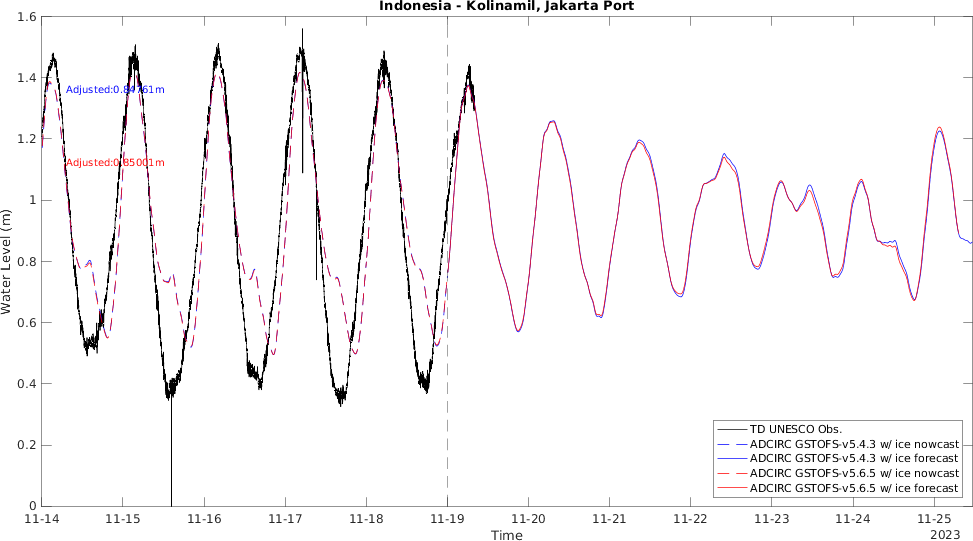 Indonesia - Kolinamil, Jakarta Port
1.6
1.4
1.2
1
0.8
0.6
0.4
0.2
0
Water Level (m)
Adjusted:0.84761m
Adjusted:0.85001m
TD UNESCO Obs.
ADCIRC GSTOFS-v5.4.3 w/ ice nowcast
ADCIRC GSTOFS-v5.4.3 w/ ice forecast
ADCIRC GSTOFS-v5.6.5 w/ ice nowcast
ADCIRC GSTOFS-v5.6.5 w/ ice forecast
11-14 11-15 11-16 11-17 11-18 11-19 11-20 11-21 11-22 11-23 11-24 11-25
Time
2023